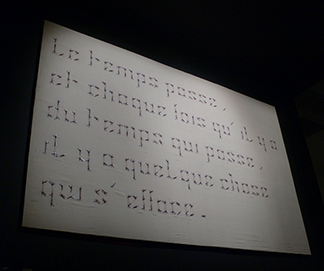 Le temps passe,
et chaque fois qu'il y a
du temps qui passe,
il y a quelque chose
qui s'efface.